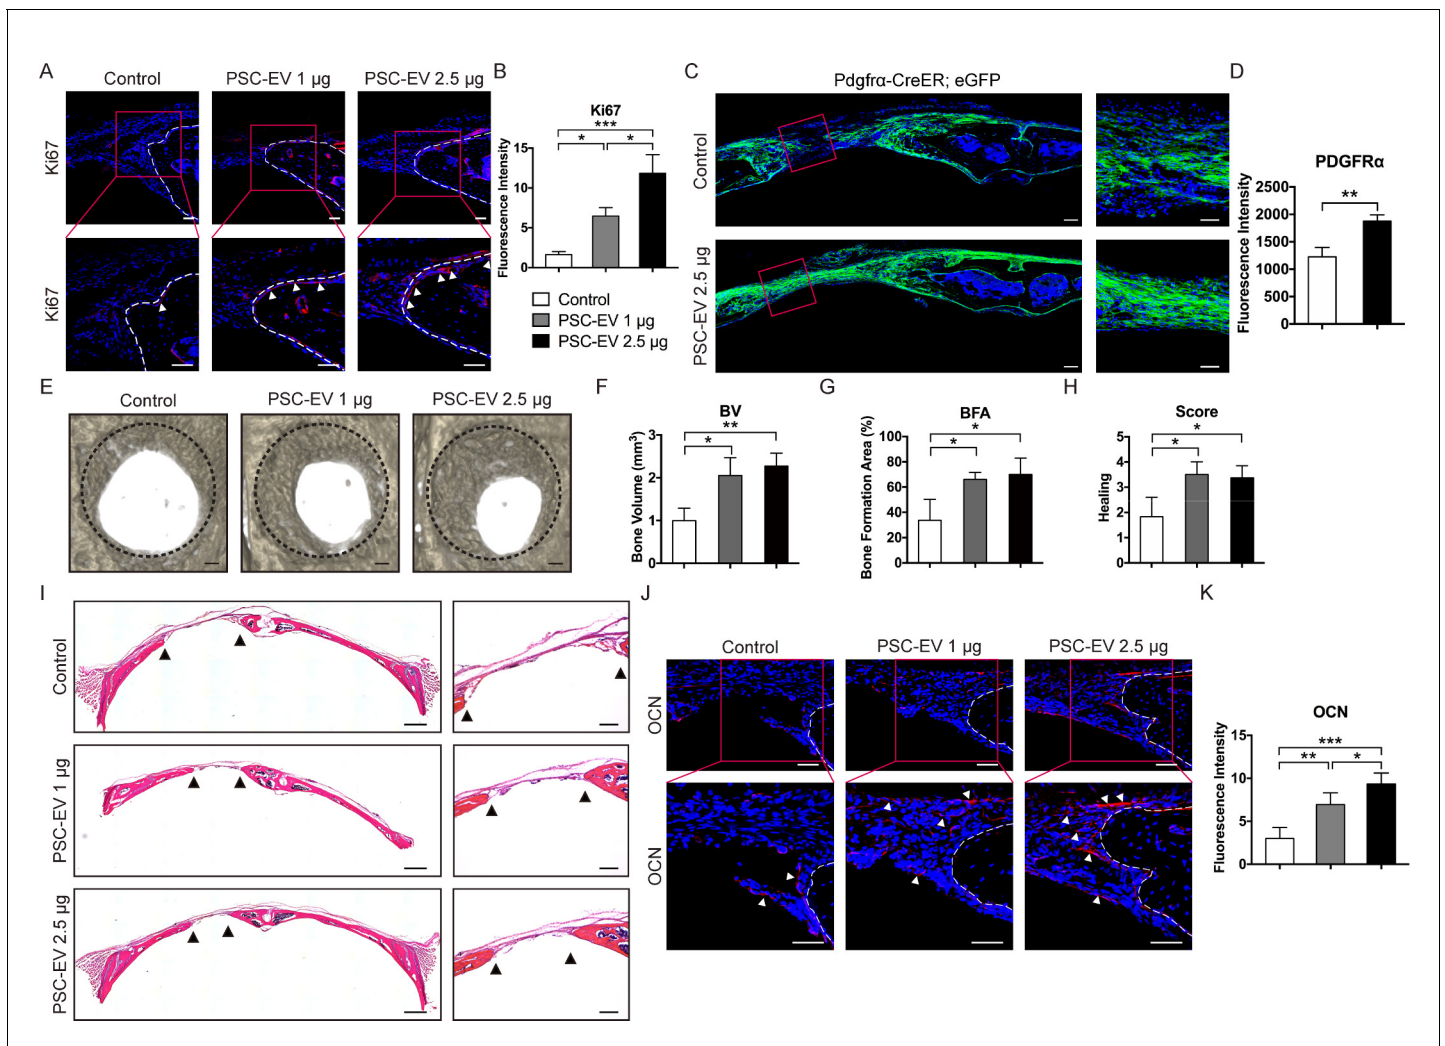 A
Control
PSC-EV 1 µg
PSC-EV 2.5 µg
Ki67
Ki67
B
Ki67
***
*
*
Fluorescence Intensity
15
10
5
0
Control
PSC-EV 1 µg
PSC-EV 2.5 µg
C
Pdgfrα-CreER; eGFP
Control
PSC-EV 2.5 µg
D
PDGFRα
**
Fluorescence Intensity
2500
2000
1500
1000
500
0
E
Control
PSC-EV 1 µg
PSC-EV 2.5 µg
F
BV
**
*
Bone Volume (mm³)
3
2
1
0
G
BFA
*
*
Bone Formation Area (%)
100
80
60
40
20
0
H
Score
*
*
Healing
5
4
3
2
1
0
I
Control
PSC-EV 1 µg
PSC-EV 2.5 µg
J
Control
PSC-EV 1 µg
PSC-EV 2.5 µg
OCN
OCN
K
OCN
***
**
*
Fluorescence Intensity
15
10
5
0